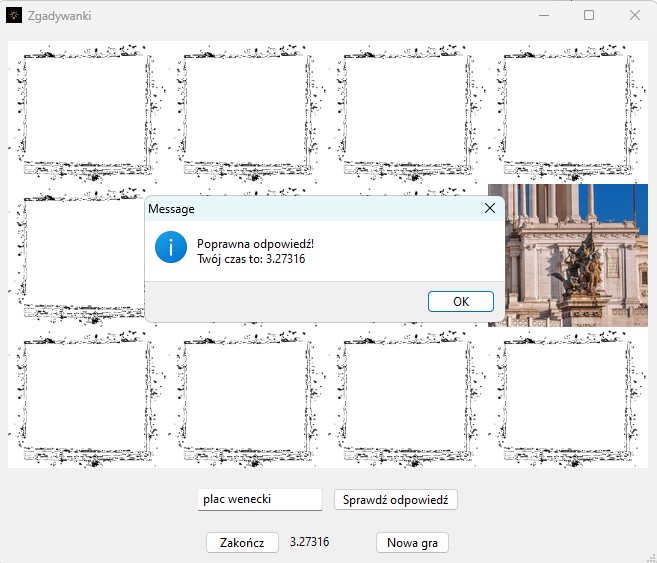 Zgadywanki
Message
Poprawna odpowiedź!
Twój czas to: 3.27316
OK
plac wenecki
Sprawdź odpowiedź
Zakończ
3.27316
Nowa gra